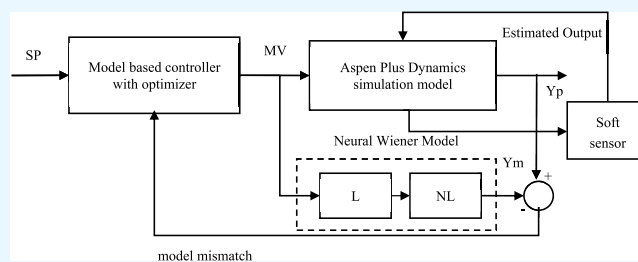 SP
Model based controller
with optimizer
MV
Aspen Plus Dynamics
simulation model
Estimated Output
Yp
Soft
sensor
Neural Wiener Model
Ym
L
NL
+
-
model mismatch